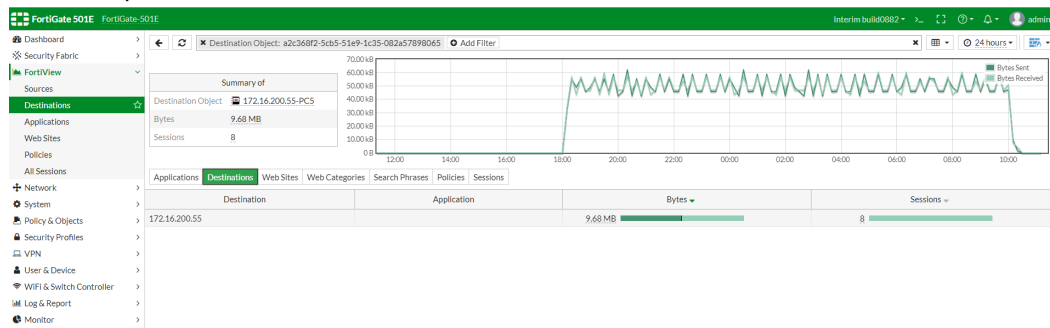 FortiGate 501E FortiGate-501E Interim build0882 admin
Dashboard
Security Fabric
FortiView
Sources
Destinations
Applications
Web Sites
Policies
All Sessions
Network
System
Policy & Objects
Security Profiles
VPN
User & Device
WiFi & Switch Controller
Log & Report
Monitor
Destination Object: a2c368f2-5cb5-51e9-1c35-082a57898065 Add Filter 24 hours
Summary of
Destination Object 172.16.200.55-PC5
Bytes 9.68 MB
Sessions 8
70.00 kB
60.00 kB
50.00 kB
40.00 kB
30.00 kB
20.00 kB
10.00 kB
0 B
Bytes Sent
Bytes Received
12:00 14:00 16:00 18:00 20:00 22:00 00:00 02:00 04:00 06:00 08:00 10:00
Applications Destinations Web Sites Web Categories Search Phrases Policies Sessions
Destination Application Bytes Sessions
172.16.200.55 9.68 MB 8